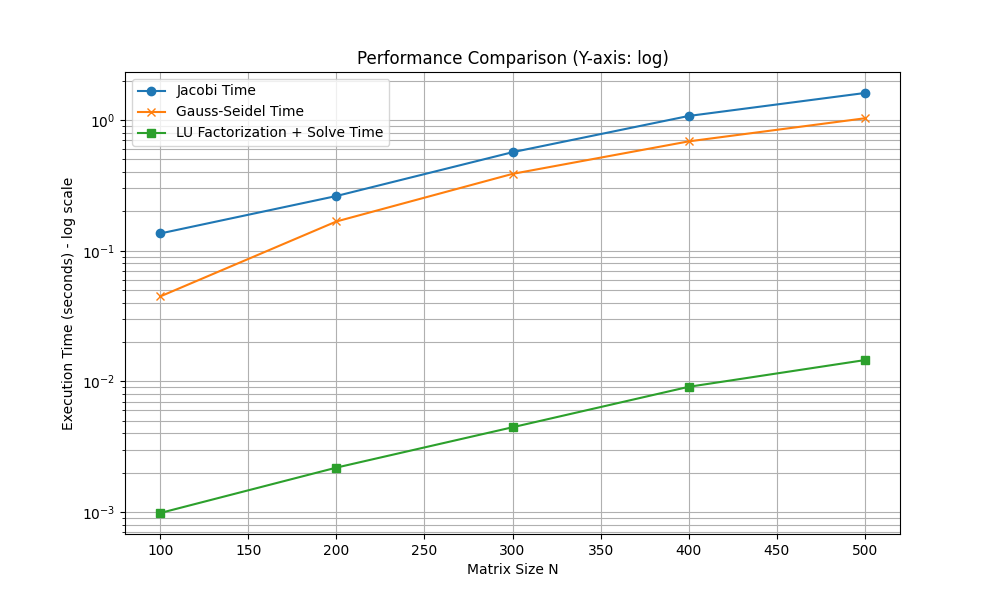 Performance Comparison (Y-axis: log)
Jacobi Time
Gauss-Seidel Time
LU Factorization + Solve Time
Execution Time (seconds) - log scale
10⁰
10⁻¹
10⁻²
10⁻³
100 150 200 250 300 350 400 450 500
Matrix Size N